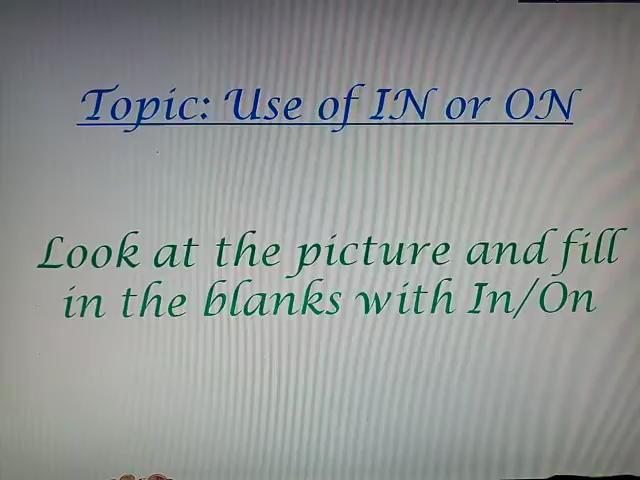 Topic: Use of IN or ON
Look at the picture and fill
in the blanks with In/On